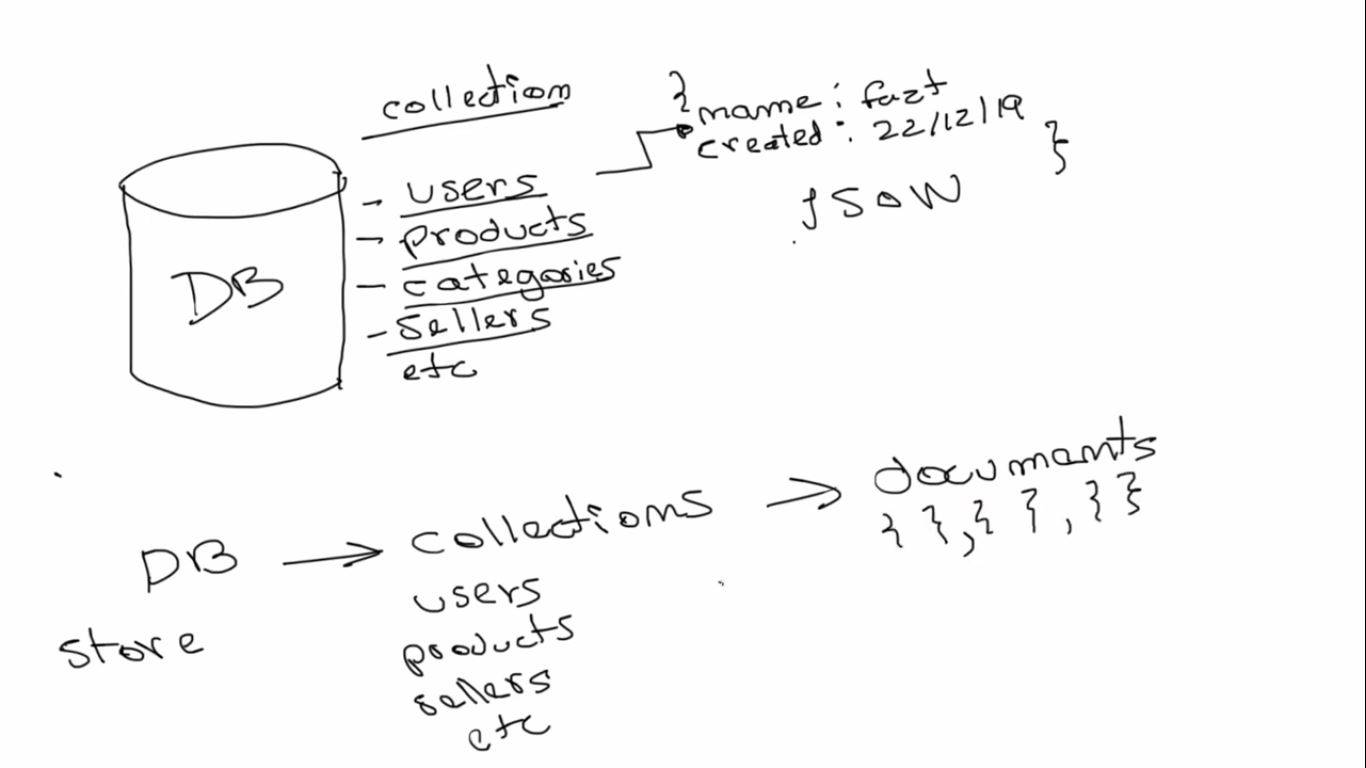 collection
{
name : fazt
created : 22/12/19
}
JSON
DB
- users
- products
- categories
- sellers
etc
DB → collections → documents
{ }, { }, { }
store
users
products
sellers
etc